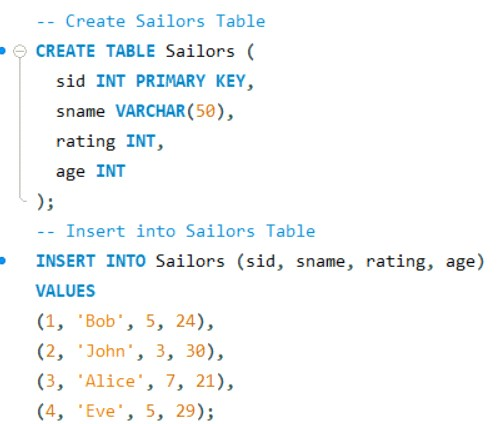 -- Create Sailors Table
CREATE TABLE Sailors (
sid INT PRIMARY KEY,
sname VARCHAR(50),
rating INT,
age INT
);
-- Insert into Sailors Table
INSERT INTO Sailors (sid, sname, rating, age)
VALUES
(1, 'Bob', 5, 24),
(2, 'John', 3, 30),
(3, 'Alice', 7, 21),
(4, 'Eve', 5, 29);